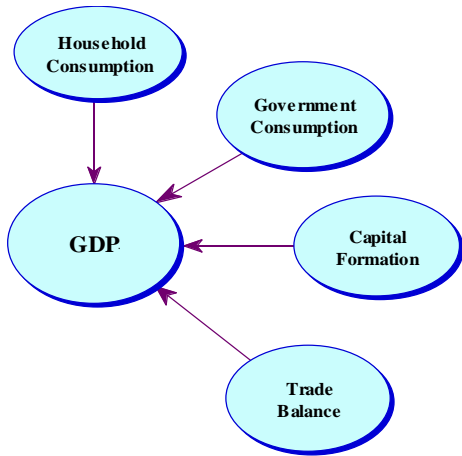 Household
Consumption
Government
Consumption
GDP
Capital
Formation
Trade
Balance